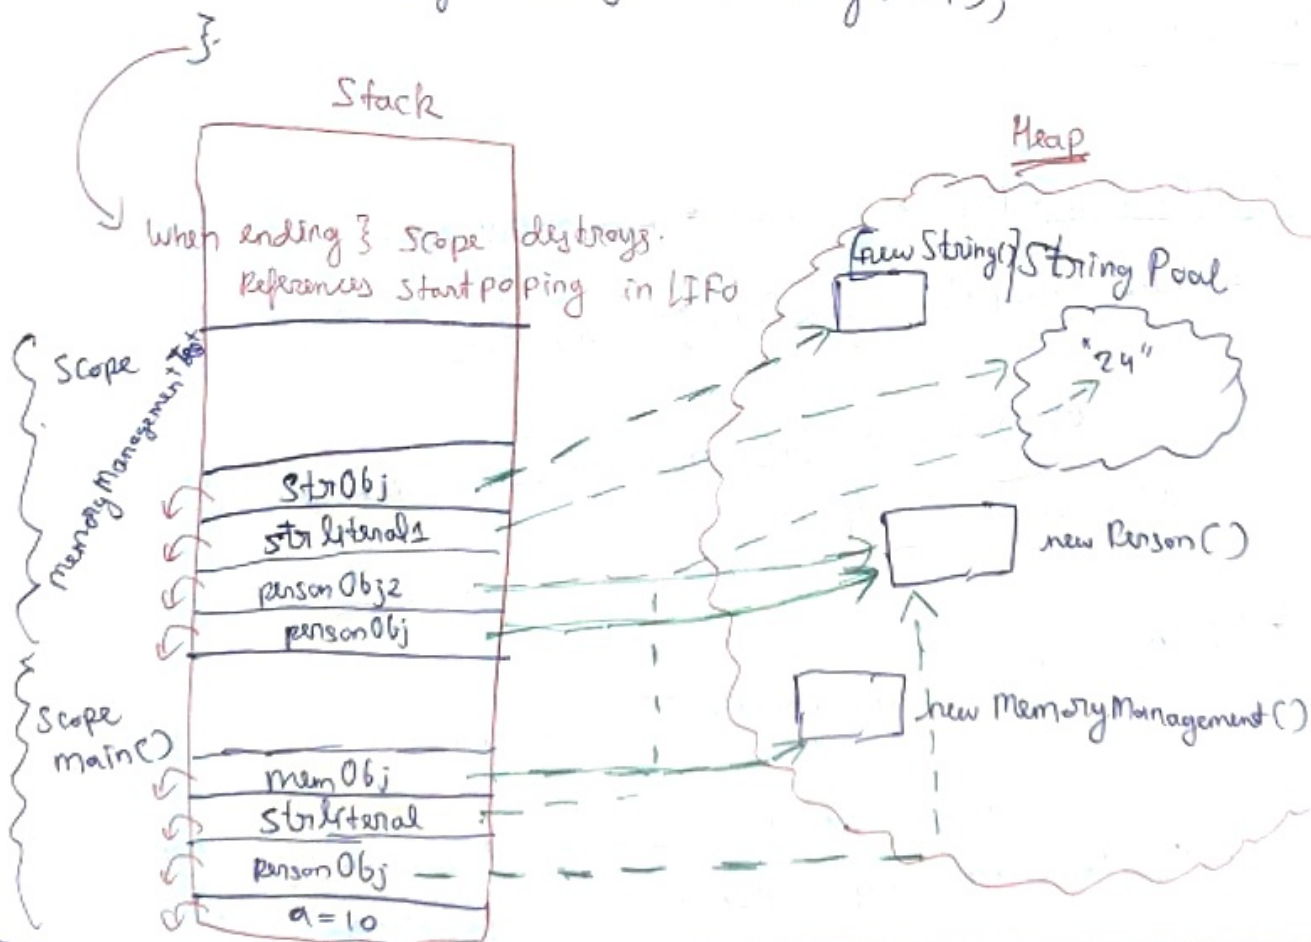 }
Stack
Heap
When ending } scope destroys.
References start poping in LIFO
[new String()] String Pool
"24"
Scope
MemoryManagement
strObj
strliteral1
personObj2
personObj
new Person()
Scope
main()
new MemoryManagement()
memObj
strliteral
PersonObj
a = 10